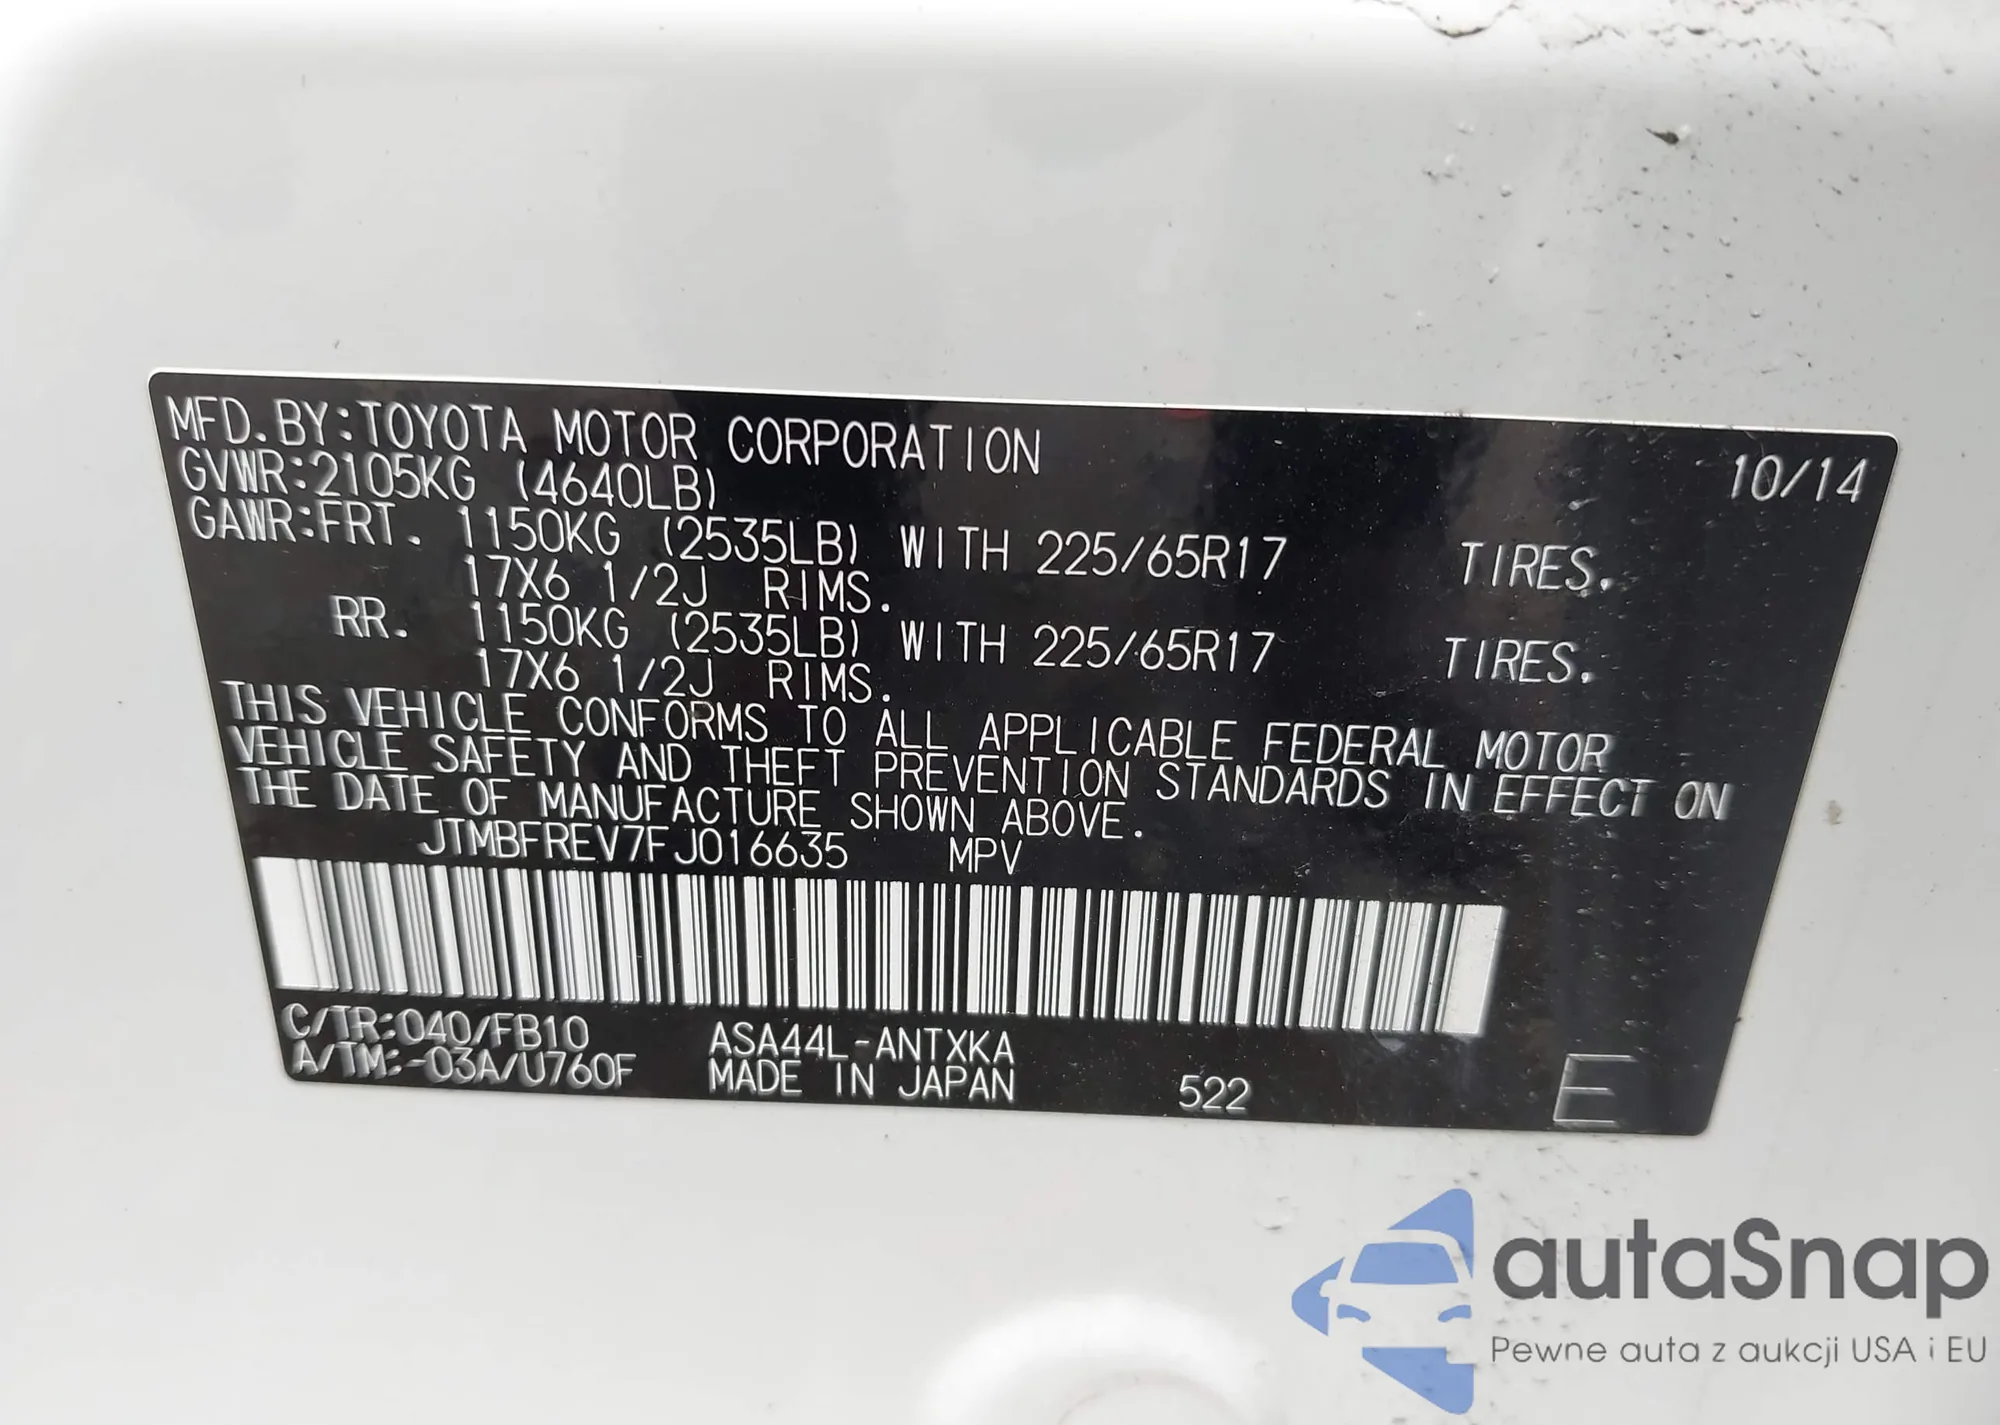 MFD. BY:TOYOTA MOTOR CORPORATION 10/14
GVWR:2105KG (4640LB)
GAWR:FRT. 1150KG (2535LB) WITH 225/65R17 TIRES.
17X6 1/2J RIMS.
RR. 1150KG (2535LB) WITH 225/65R17 TIRES.
17X6 1/2J RIMS.
THIS VEHICLE CONFORMS TO ALL APPLICABLE FEDERAL MOTOR
VEHICLE SAFETY AND THEFT PREVENTION STANDARDS IN EFFECT ON
THE DATE OF MANUFACTURE SHOWN ABOVE.
JTMBFREV7FJ016635 MPV
C/TR:040/FB10 ASA44L-ANTXKA
A/TM:-03A/U760F MADE IN JAPAN 522 E
autaSnap
Pewne auta z aukcji USA i EU